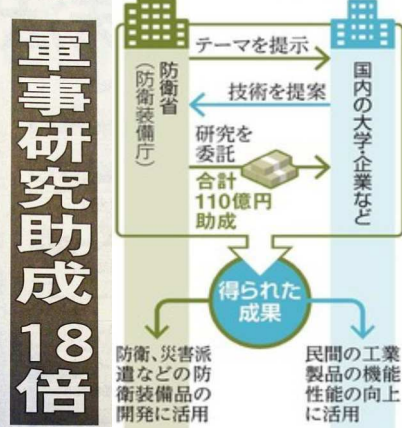 軍事研究助成 18倍
テーマを提示
防衛省
(防衛装備庁)
技術を提案
国内の大学・企業など
研究を
委託
合計
110億円
助成
得られた
成果
防衛、災害派
遣などの防
衛装備品の
開発に活用
民間の工業
製品の機能
性能の向上
に活用